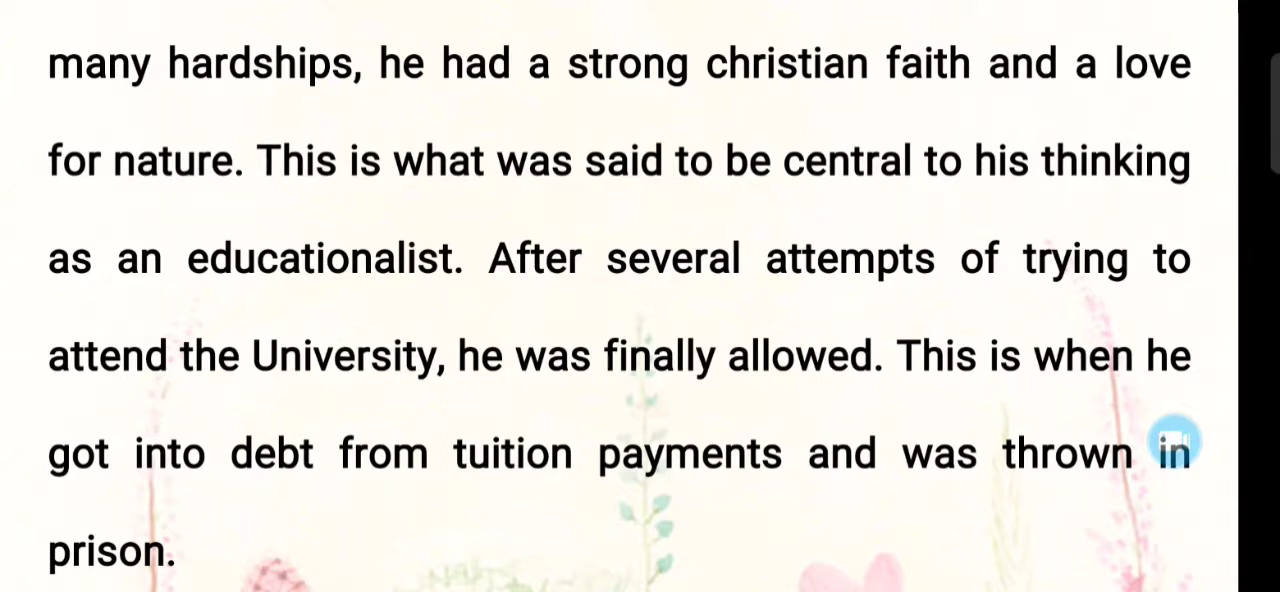 many hardships, he had a strong christian faith and a love
for nature. This is what was said to be central to his thinking
as an educationalist. After several attempts of trying to
attend the University, he was finally allowed. This is when he
got into debt from tuition payments and was thrown in
prison.